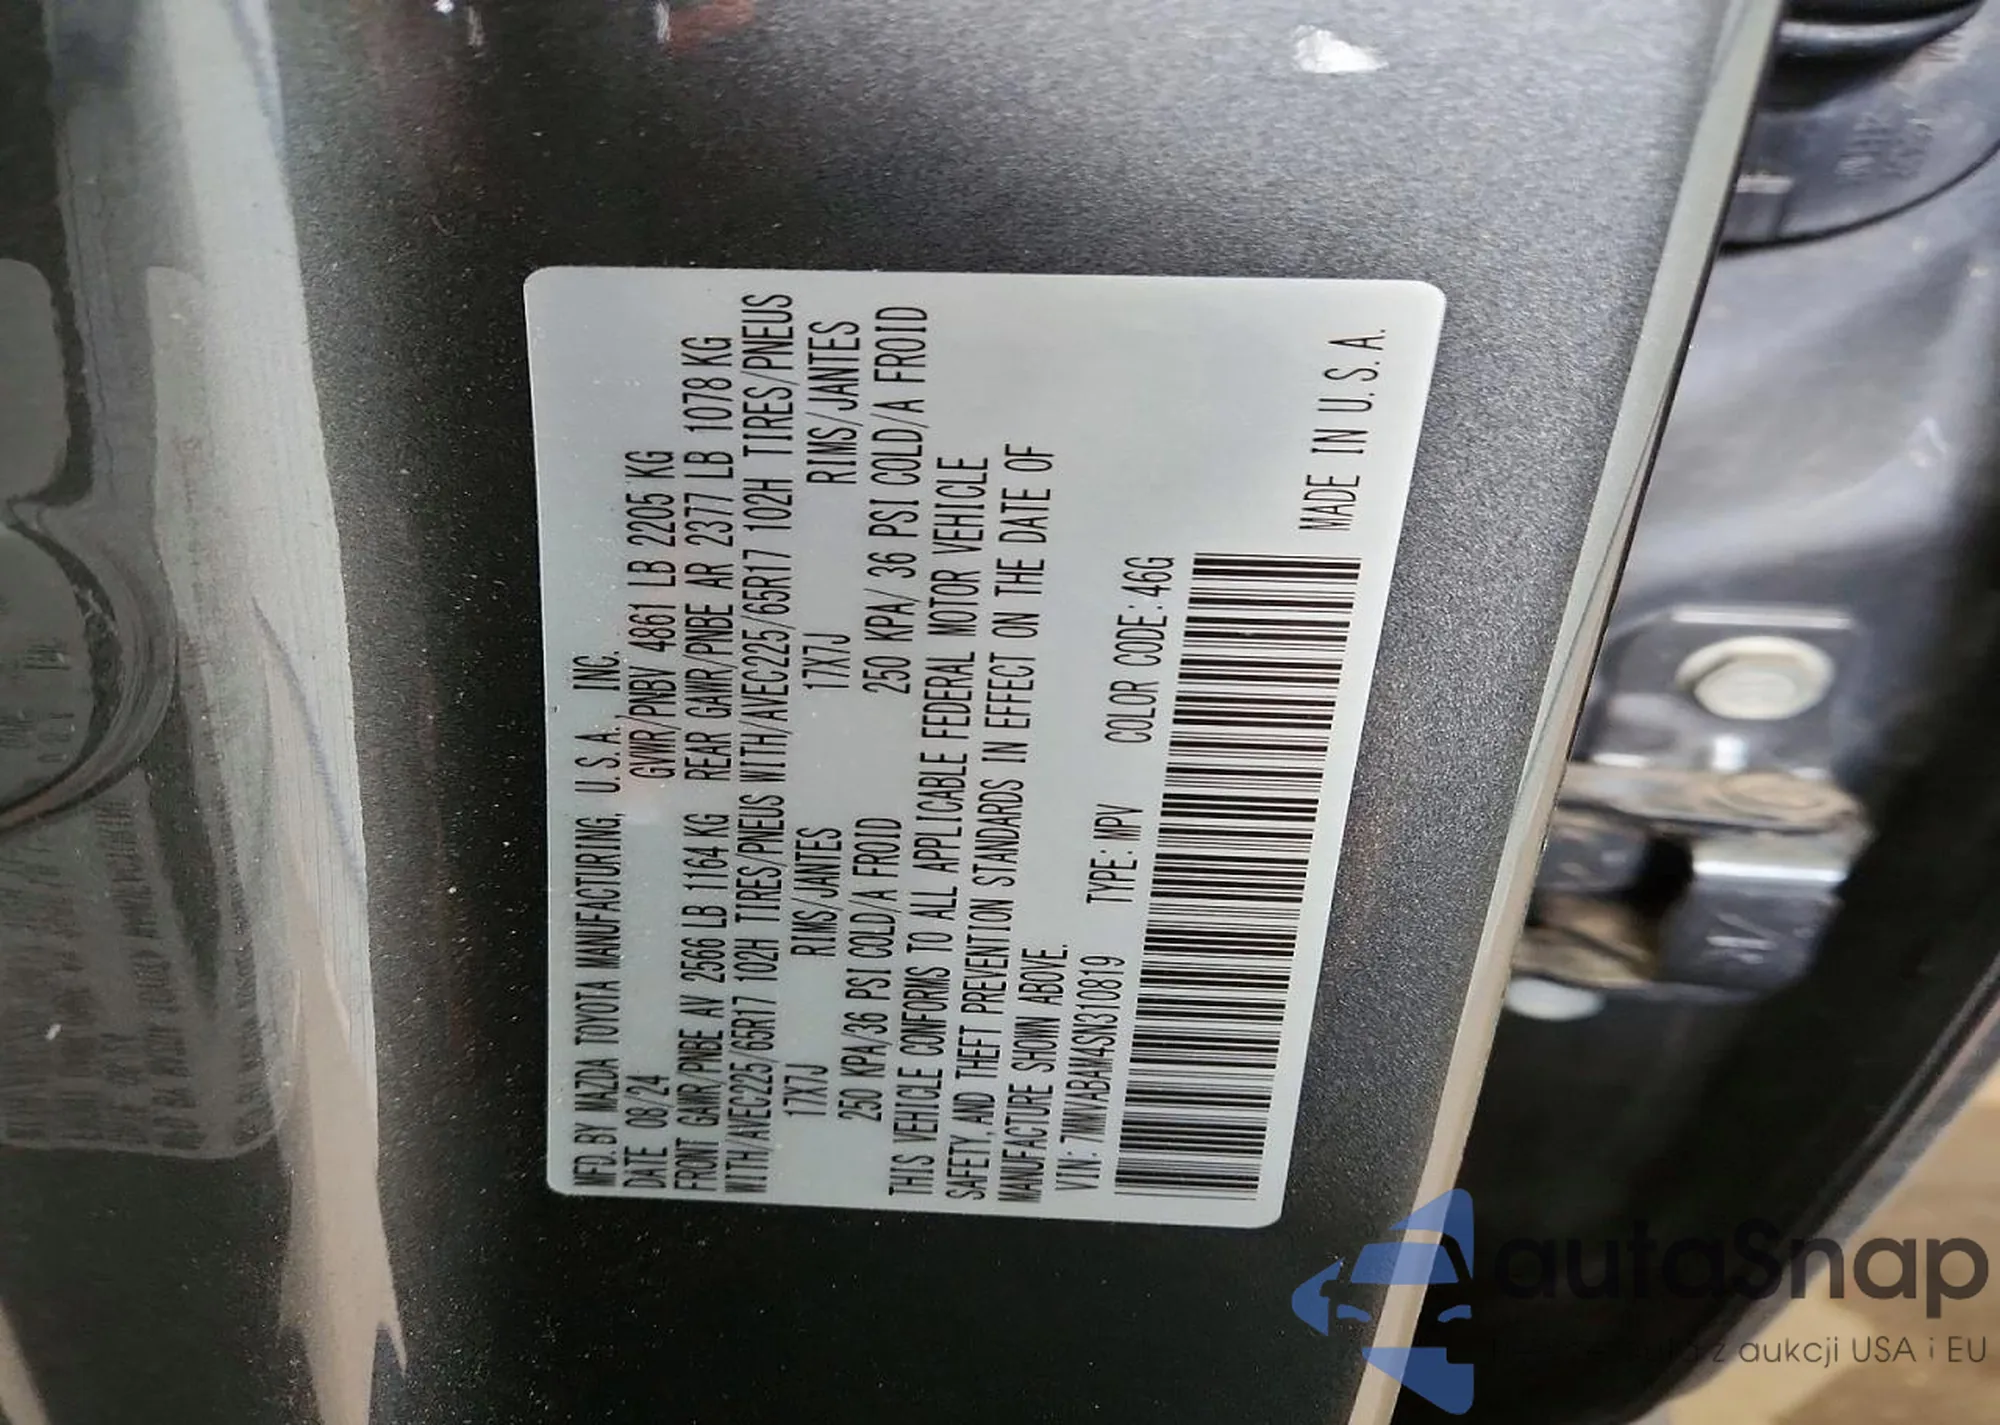 MFD.BY MAZDA TOYOTA MANUFACTURING, U.S.A., INC.
DATE 08/24 GVWR/PNBV 4861 LB 2205 KG
FRONT GAWR/PNBE AV 2566 LB 1164 KG REAR GAWR/PNBE AR 2377 LB 1078 KG
WITH/AVEC225/65R17 102H TIRES/PNEUS WITH/AVEC225/65R17 102H TIRES/PNEUS
17X7J RIMS/JANTES 17X7J RIMS/JANTES
250 KPA/36 PSI COLD/A FROID 250 KPA/ 36 PSI COLD/A FROID
THIS VEHICLE CONFORMS TO ALL APPLICABLE FEDERAL MOTOR VEHICLE
SAFETY,AND THEFT PREVENTION STANDARDS IN EFFECT ON THE DATE OF
MANUFACTURE SHOWN ABOVE.
VIN: 7MMVABAM4SN310819 TYPE: MPV COLOR CODE: 46G
MADE IN U.S.A.
autaSnap
z aukcji USA i EU